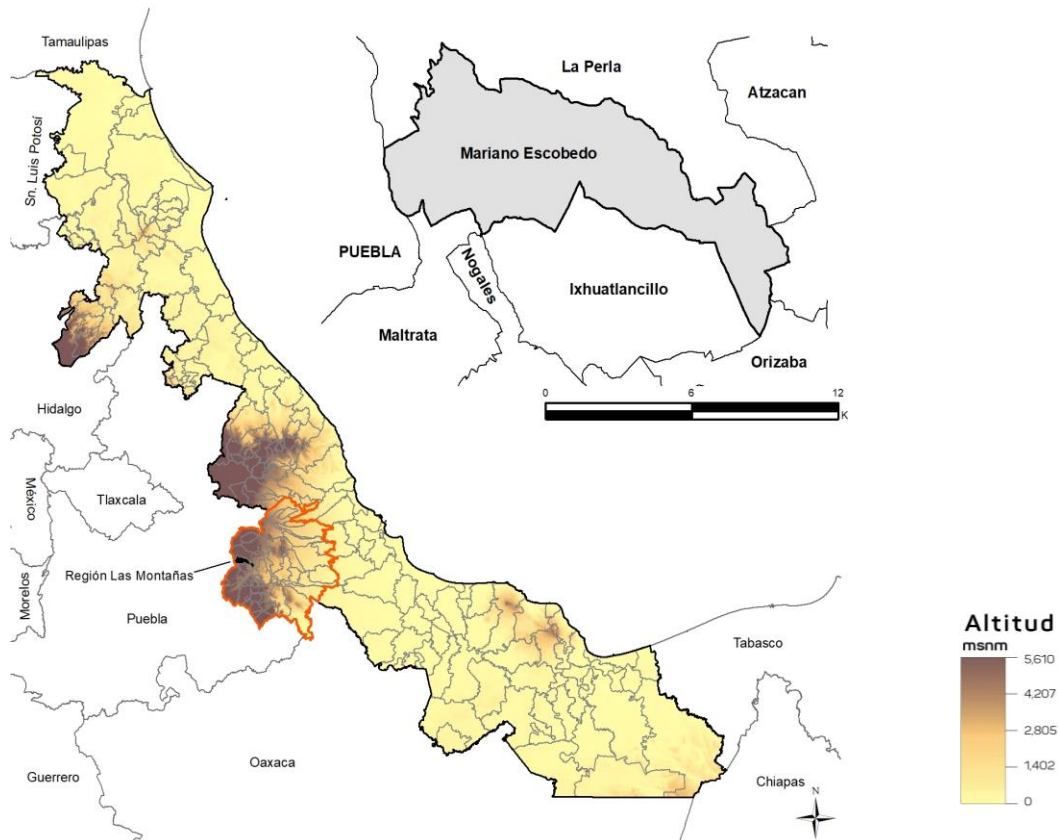 Tamaulipas
Sn. Luis Potosí
Hidalgo
México
Tlaxcala
Morelos
Región Las Montañas
Puebla
Guerrero
Oaxaca
Tabasco
Chiapas
N
La Perla
Atzacan
Mariano Escobedo
PUEBLA
Nogales
Ixhuatlancillo
Maltrata
Orizaba
0 6 12
K
Altitud
msnm
5,610
4,207
2,805
1402
0